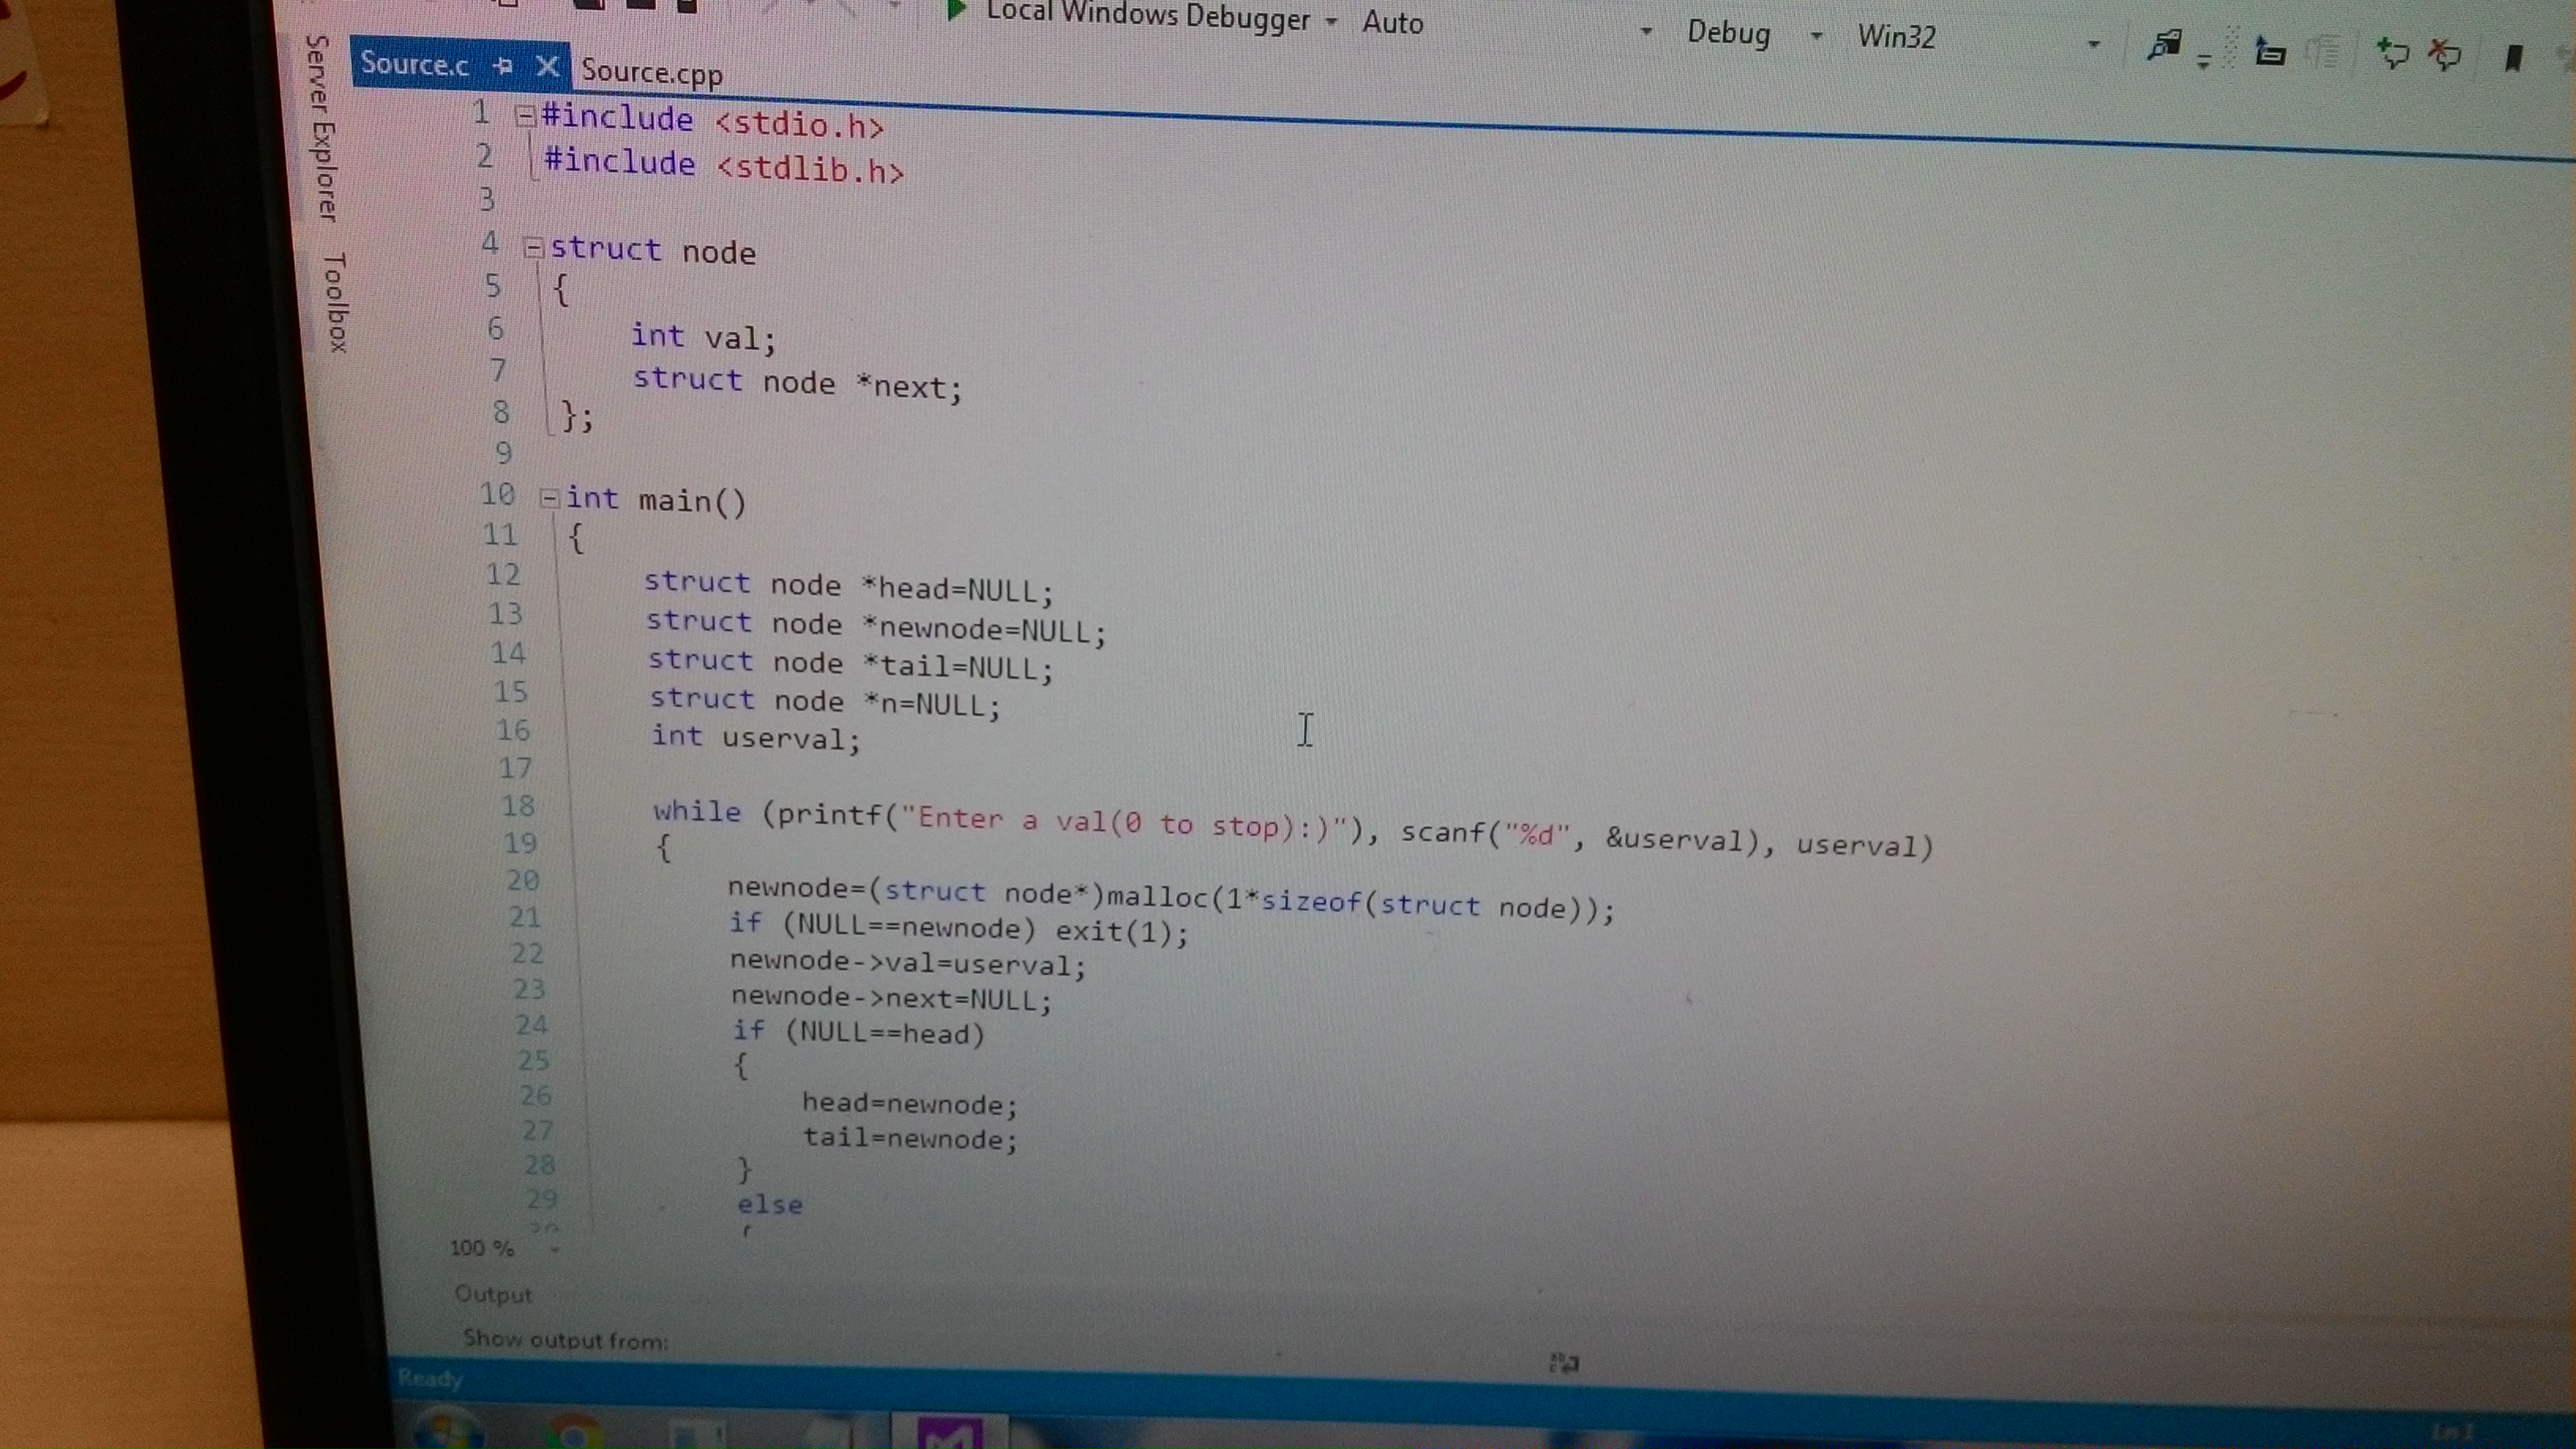 Local Windows Debugger Auto Debug Win32
Server Explorer
Toolbox
Source.c Source.cpp
1 #include <stdio.h>
2 #include <stdlib.h>
3
4 struct node
5 {
6 int val;
7 struct node *next;
8 };
9
10 int main()
11 {
12 struct node *head=NULL;
13 struct node *newnode=NULL;
14 struct node *tail=NULL;
15 struct node *n=NULL;
16 int userval;
17
18 while (printf("Enter a val(0 to stop):)"), scanf("%d", &userval), userval)
19 {
20 newnode=(struct node*)malloc(1*sizeof(struct node));
21 if (NULL==newnode) exit(1);
22 newnode->val=userval;
23 newnode->next=NULL;
24 if (NULL==head)
25 {
26 head=newnode;
27 tail=newnode;
28 }
29 else
100 %
Output
Show output from:
Ready
Ln 1